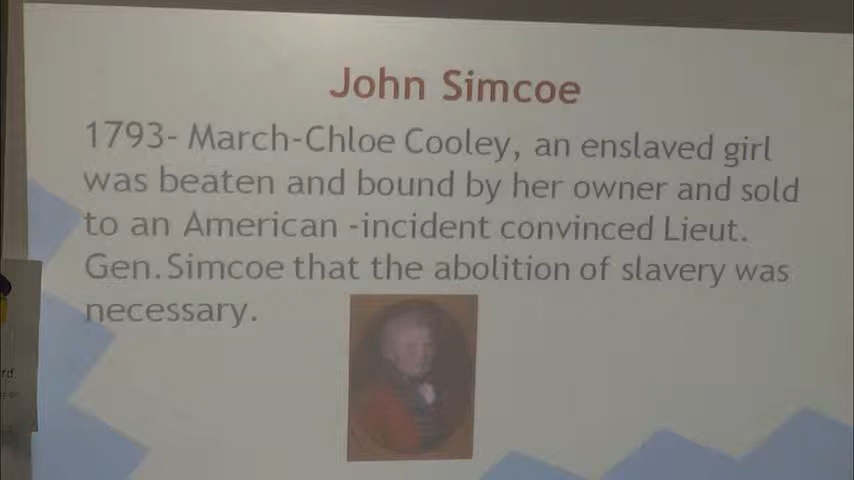 John Simcoe
1793- March-Chloe Cooley, an enslaved girl
was beaten and bound by her owner and sold
to an American -incident convinced Lieut.
Gen. Simcoe that the abolition of slavery was
necessary.
rd